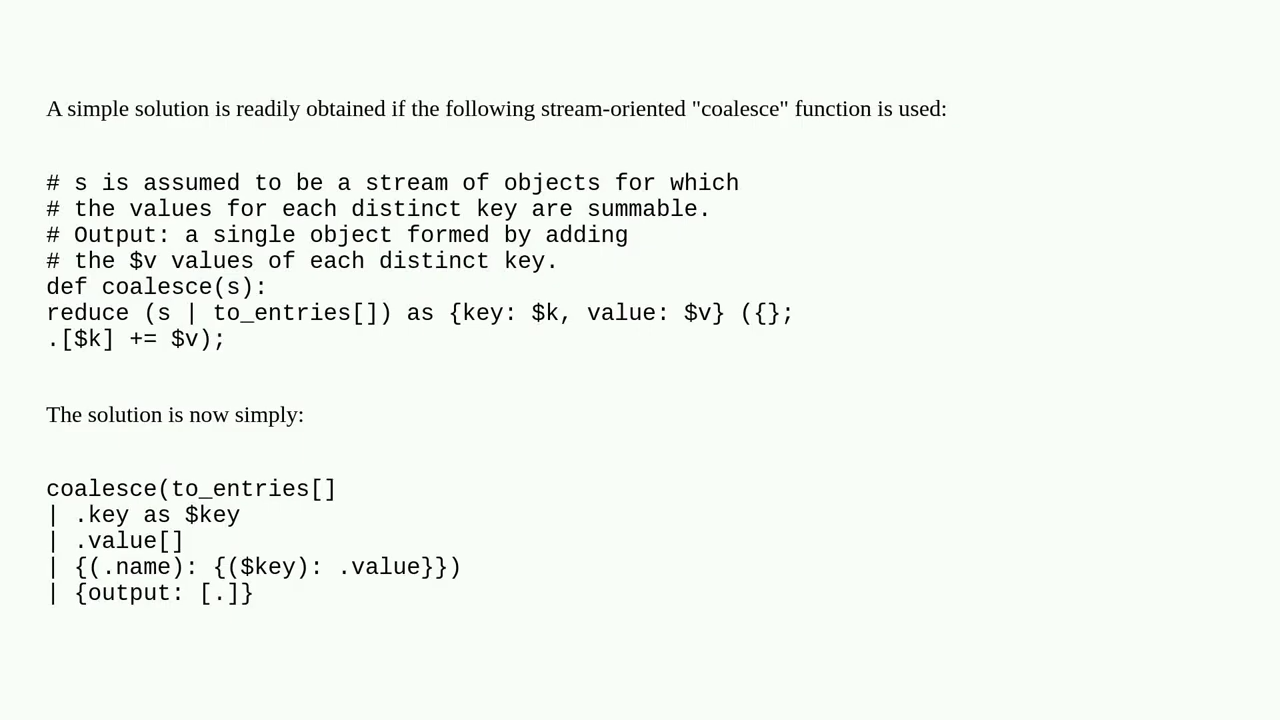 A simple solution is readily obtained if the following stream-oriented "coalesce" function is used:
# s is assumed to be a stream of objects for which
# the values for each distinct key are summable.
# Output: a single object formed by adding
# the $v values of each distinct key.
def coalesce(s):
reduce (s | to_entries[]) as {key: $k, value: $v} ({};
.[$k] += $v);
The solution is now simply:
coalesce(to_entries[]
| .key as $key
| .value[]
| {(.name): {($key): .value}})
| {output: [.]}